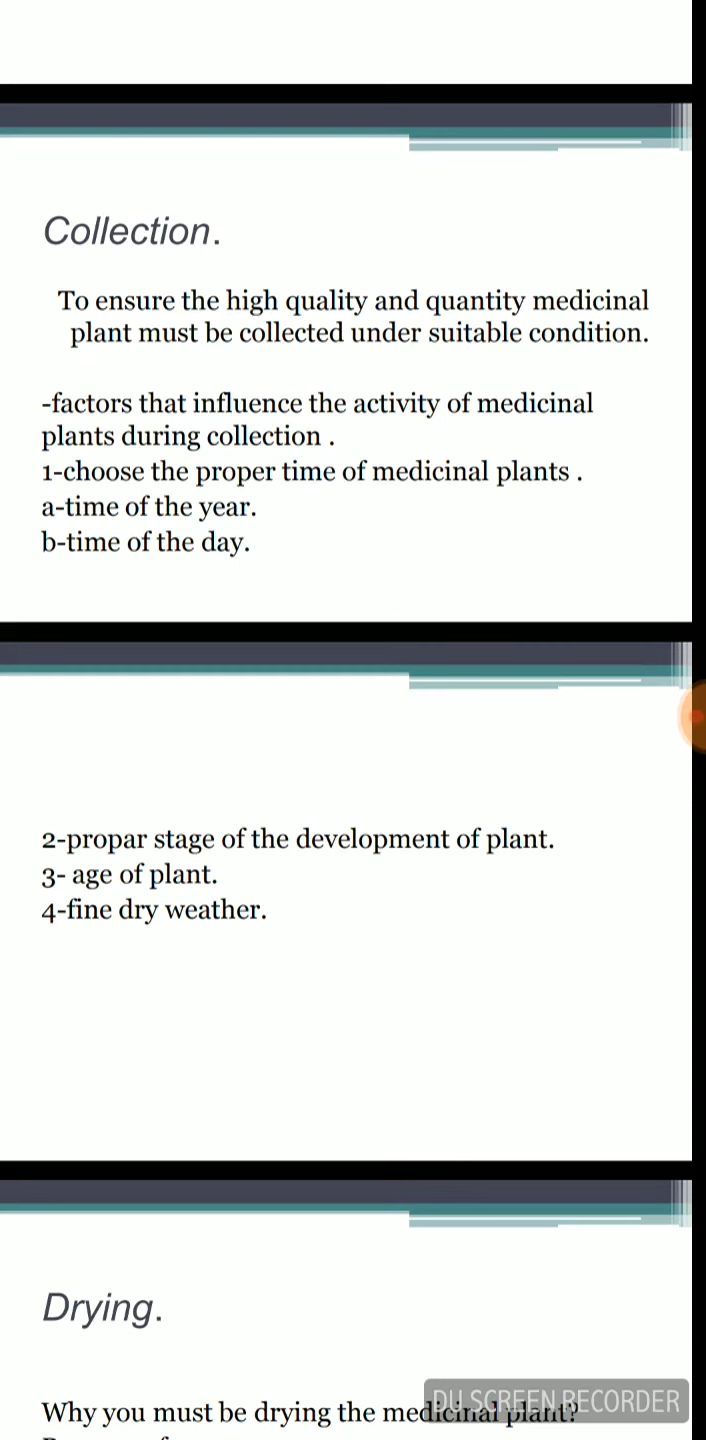 Collection.
To ensure the high quality and quantity medicinal
plant must be collected under suitable condition.
-factors that influence the activity of medicinal
plants during collection .
1-choose the proper time of medicinal plants .
a-time of the year.
b-time of the day.
2-propar stage of the development of plant.
3- age of plant.
4-fine dry weather.
Drying.
Why you must be drying the medicinal plant?
DU SCREEN RECORDER